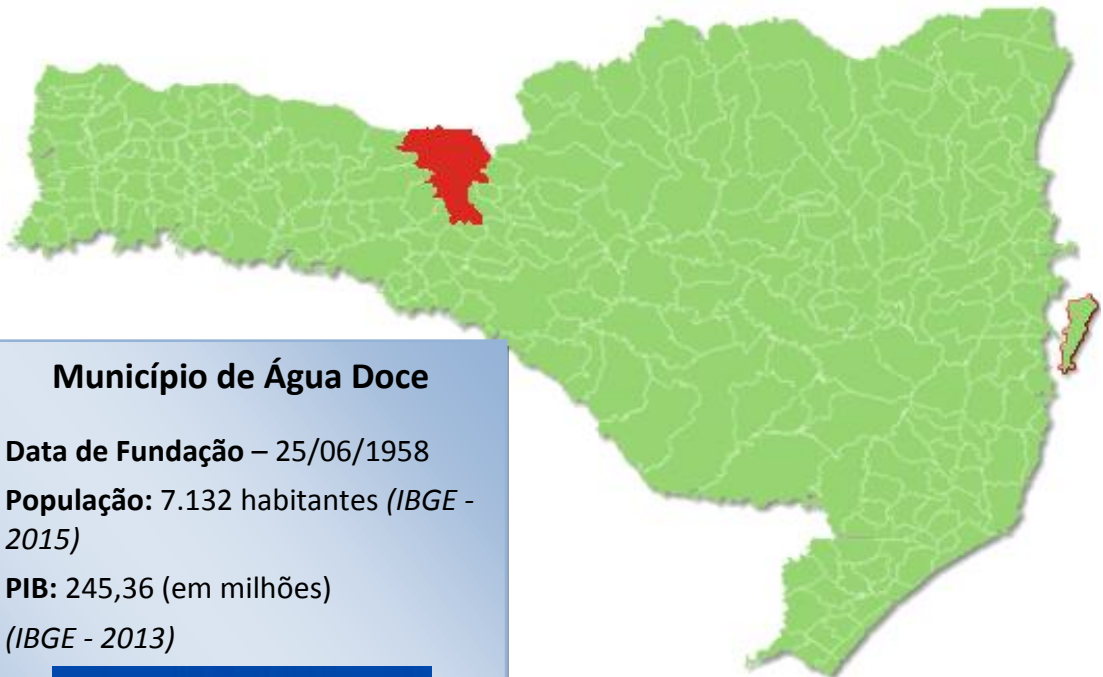 Município de Água Doce
Data de Fundação – 25/06/1958
População: 7.132 habitantes (IBGE -
2015)
PIB: 245,36 (em milhões)
(IBGE - 2013)